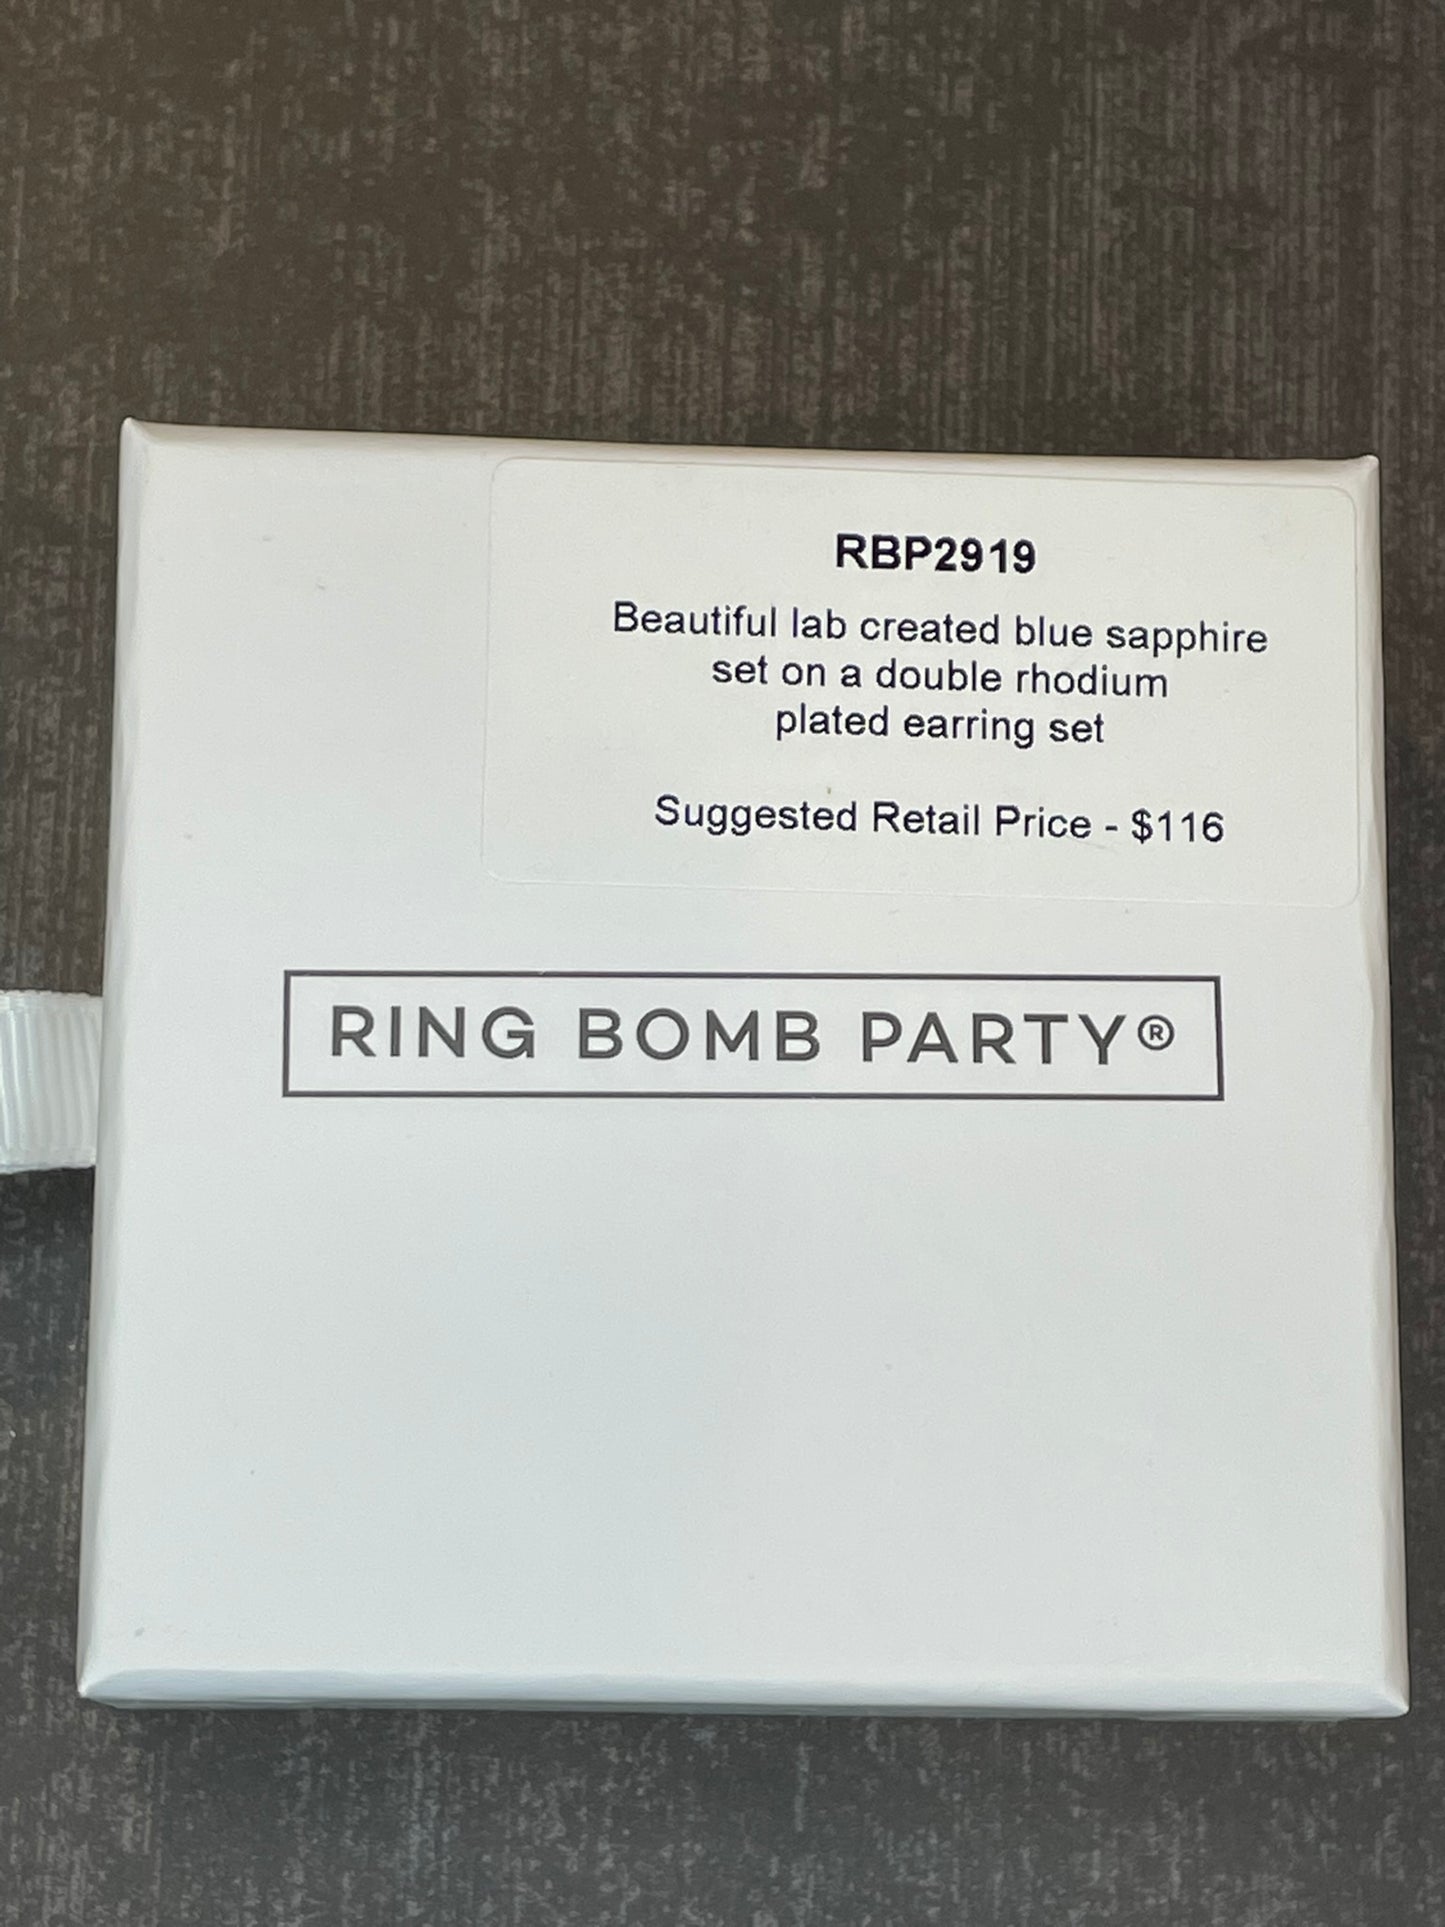 RBP2919
Beautiful lab created blue sapphire
set on a double rhodium
plated earring set
Suggested Retail Price - $116
RING BOMB PARTY®